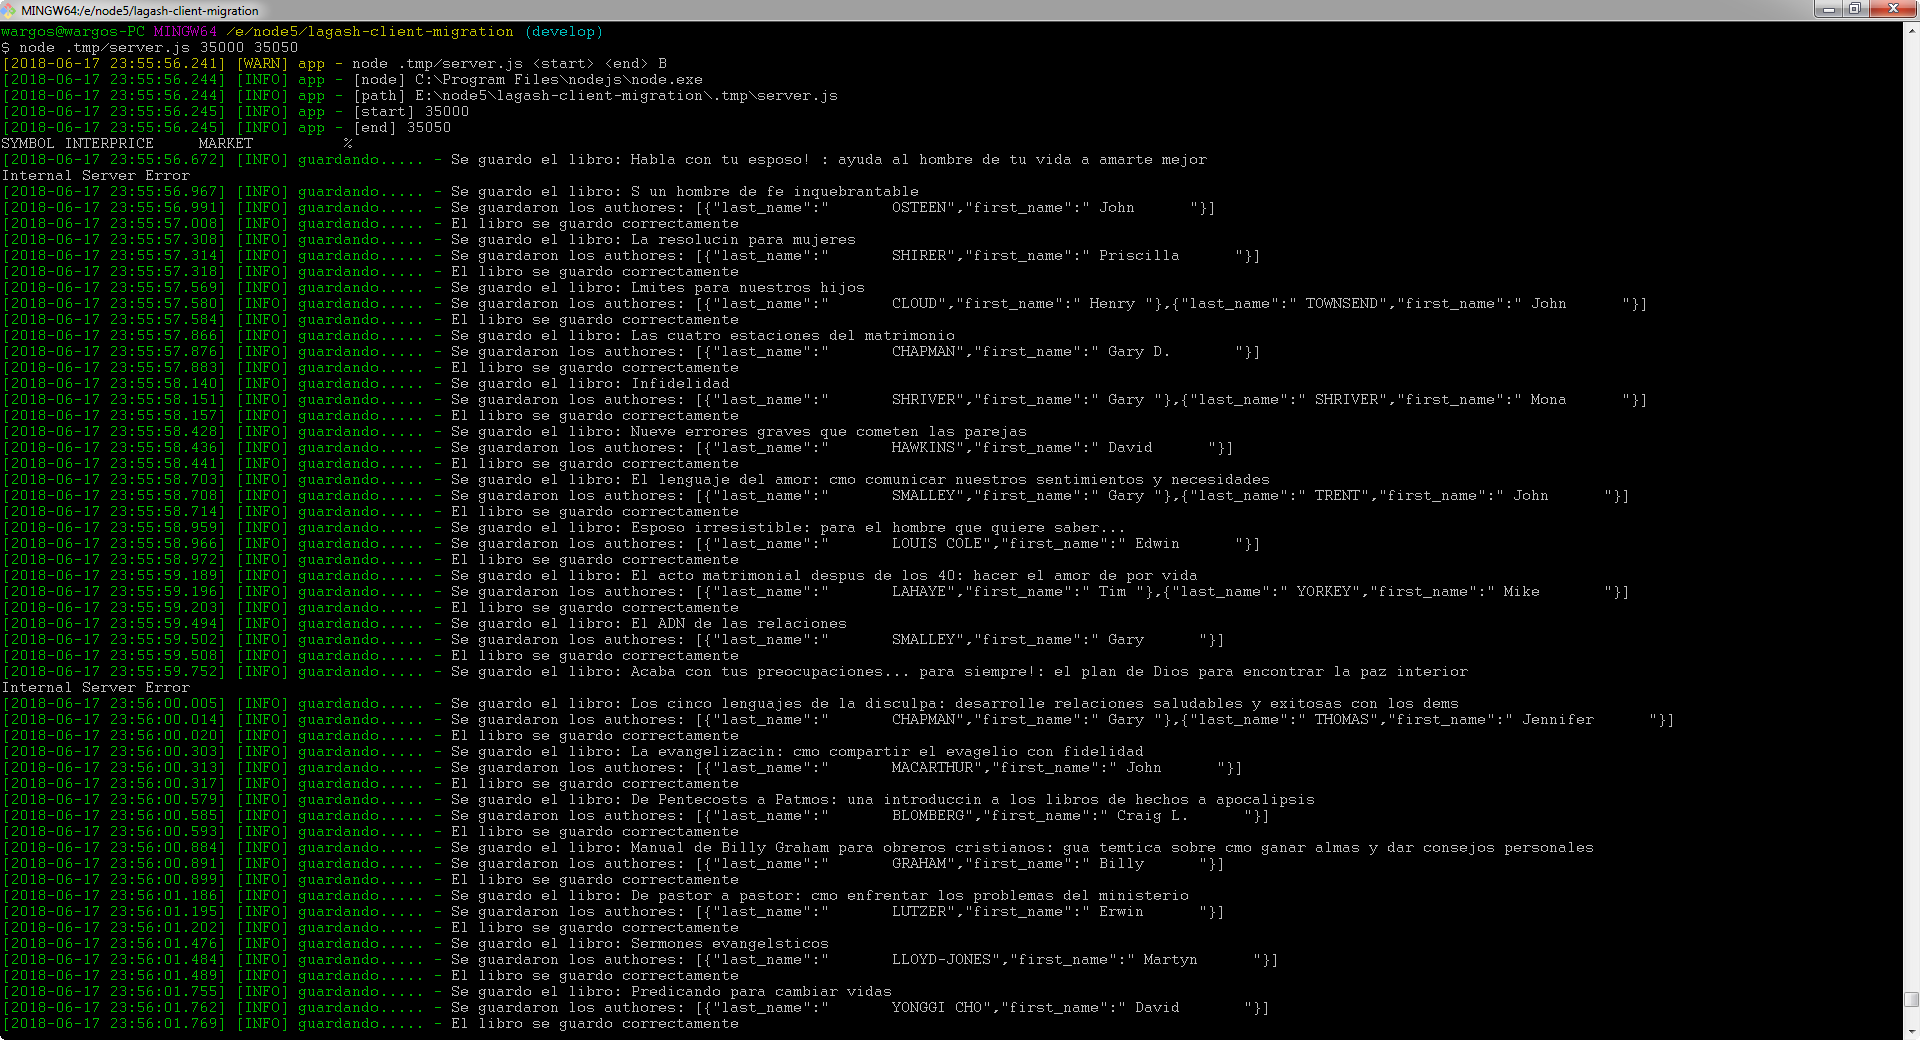 MINGW64:/e/node5/lagash-client-migration
wargos@wargos-PC MINGW64 /e/node5/lagash-client-migration (develop)
$ node .tmp/server.js 35000 35050
[2018-06-17 23:55:56.241] [WARN] app - node .tmp/server.js <start> <end> B
[2018-06-17 23:55:56.244] [INFO] app - [node] C:\Program Files\nodejs\node.exe
[2018-06-17 23:55:56.244] [INFO] app - [path] E:\node5\lagash-client-migration\.tmp\server.js
[2018-06-17 23:55:56.245] [INFO] app - [start] 35000
[2018-06-17 23:55:56.245] [INFO] app - [end] 35050
SYMBOL INTERPRICE     MARKET          %
[2018-06-17 23:55:56.672] [INFO] guardando..... - Se guardo el libro: Habla con tu esposo! : ayuda al hombre de tu vida a amarte mejor
Internal Server Error
[2018-06-17 23:55:56.967] [INFO] guardando..... - Se guardo el libro: S un hombre de fe inquebrantable
[2018-06-17 23:55:56.991] [INFO] guardando..... - Se guardaron los authores: [{"last_name":"       OSTEEN","first_name":" John      "}]
[2018-06-17 23:55:57.008] [INFO] guardando..... - El libro se guardo correctamente
[2018-06-17 23:55:57.308] [INFO] guardando..... - Se guardo el libro: La resolucin para mujeres
[2018-06-17 23:55:57.314] [INFO] guardando..... - Se guardaron los authores: [{"last_name":"       SHIRER","first_name":" Priscilla      "}]
[2018-06-17 23:55:57.318] [INFO] guardando..... - El libro se guardo correctamente
[2018-06-17 23:55:57.569] [INFO] guardando..... - Se guardo el libro: Lmites para nuestros hijos
[2018-06-17 23:55:57.580] [INFO] guardando..... - Se guardaron los authores: [{"last_name":"       CLOUD","first_name":" Henry "},{"last_name":" TOWNSEND","first_name":" John      "}]
[2018-06-17 23:55:57.584] [INFO] guardando..... - El libro se guardo correctamente
[2018-06-17 23:55:57.866] [INFO] guardando..... - Se guardo el libro: Las cuatro estaciones del matrimonio
[2018-06-17 23:55:57.876] [INFO] guardando..... - Se guardaron los authores: [{"last_name":"       CHAPMAN","first_name":" Gary D.       "}]
[2018-06-17 23:55:57.883] [INFO] guardando..... - El libro se guardo correctamente
[2018-06-17 23:55:58.140] [INFO] guardando..... - Se guardo el libro: Infidelidad
[2018-06-17 23:55:58.151] [INFO] guardando..... - Se guardaron los authores: [{"last_name":"       SHRIVER","first_name":" Gary "},{"last_name":" SHRIVER","first_name":" Mona      "}]
[2018-06-17 23:55:58.157] [INFO] guardando..... - El libro se guardo correctamente
[2018-06-17 23:55:58.428] [INFO] guardando..... - Se guardo el libro: Nueve errores graves que cometen las parejas
[2018-06-17 23:55:58.436] [INFO] guardando..... - Se guardaron los authores: [{"last_name":"       HAWKINS","first_name":" David      "}]
[2018-06-17 23:55:58.441] [INFO] guardando..... - El libro se guardo correctamente
[2018-06-17 23:55:58.703] [INFO] guardando..... - Se guardo el libro: El lenguaje del amor: cmo comunicar nuestros sentimientos y necesidades
[2018-06-17 23:55:58.708] [INFO] guardando..... - Se guardaron los authores: [{"last_name":"       SMALLEY","first_name":" Gary "},{"last_name":" TRENT","first_name":" John      "}]
[2018-06-17 23:55:58.714] [INFO] guardando..... - El libro se guardo correctamente
[2018-06-17 23:55:58.959] [INFO] guardando..... - Se guardo el libro: Esposo irresistible: para el hombre que quiere saber...
[2018-06-17 23:55:58.966] [INFO] guardando..... - Se guardaron los authores: [{"last_name":"       LOUIS COLE","first_name":" Edwin      "}]
[2018-06-17 23:55:58.972] [INFO] guardando..... - El libro se guardo correctamente
[2018-06-17 23:55:59.189] [INFO] guardando..... - Se guardo el libro: El acto matrimonial despus de los 40: hacer el amor de por vida
[2018-06-17 23:55:59.196] [INFO] guardando..... - Se guardaron los authores: [{"last_name":"       LAHAYE","first_name":" Tim "},{"last_name":" YORKEY","first_name":" Mike       "}]
[2018-06-17 23:55:59.203] [INFO] guardando..... - El libro se guardo correctamente
[2018-06-17 23:55:59.494] [INFO] guardando..... - Se guardo el libro: El ADN de las relaciones
[2018-06-17 23:55:59.502] [INFO] guardando..... - Se guardaron los authores: [{"last_name":"       SMALLEY","first_name":" Gary      "}]
[2018-06-17 23:55:59.508] [INFO] guardando..... - El libro se guardo correctamente
[2018-06-17 23:55:59.752] [INFO] guardando..... - Se guardo el libro: Acaba con tus preocupaciones... para siempre!: el plan de Dios para encontrar la paz interior
Internal Server Error
[2018-06-17 23:56:00.005] [INFO] guardando..... - Se guardo el libro: Los cinco lenguajes de la disculpa: desarrolle relaciones saludables y exitosas con los dems
[2018-06-17 23:56:00.014] [INFO] guardando..... - Se guardaron los authores: [{"last_name":"       CHAPMAN","first_name":" Gary "},{"last_name":" THOMAS","first_name":" Jennifer      "}]
[2018-06-17 23:56:00.020] [INFO] guardando..... - El libro se guardo correctamente
[2018-06-17 23:56:00.303] [INFO] guardando..... - Se guardo el libro: La evangelizacin: cmo compartir el evagelio con fidelidad
[2018-06-17 23:56:00.313] [INFO] guardando..... - Se guardaron los authores: [{"last_name":"       MACARTHUR","first_name":" John      "}]
[2018-06-17 23:56:00.317] [INFO] guardando..... - El libro se guardo correctamente
[2018-06-17 23:56:00.579] [INFO] guardando..... - Se guardo el libro: De Pentecosts a Patmos: una introduccin a los libros de hechos a apocalipsis
[2018-06-17 23:56:00.585] [INFO] guardando..... - Se guardaron los authores: [{"last_name":"       BLOMBERG","first_name":" Craig L.      "}]
[2018-06-17 23:56:00.593] [INFO] guardando..... - El libro se guardo correctamente
[2018-06-17 23:56:00.884] [INFO] guardando..... - Se guardo el libro: Manual de Billy Graham para obreros cristianos: gua temtica sobre cmo ganar almas y dar consejos personales
[2018-06-17 23:56:00.891] [INFO] guardando..... - Se guardaron los authores: [{"last_name":"       GRAHAM","first_name":" Billy      "}]
[2018-06-17 23:56:00.899] [INFO] guardando..... - El libro se guardo correctamente
[2018-06-17 23:56:01.186] [INFO] guardando..... - Se guardo el libro: De pastor a pastor: cmo enfrentar los problemas del ministerio
[2018-06-17 23:56:01.195] [INFO] guardando..... - Se guardaron los authores: [{"last_name":"       LUTZER","first_name":" Erwin      "}]
[2018-06-17 23:56:01.202] [INFO] guardando..... - El libro se guardo correctamente
[2018-06-17 23:56:01.476] [INFO] guardando..... - Se guardo el libro: Sermones evangelsticos
[2018-06-17 23:56:01.484] [INFO] guardando..... - Se guardaron los authores: [{"last_name":"       LLOYD-JONES","first_name":" Martyn      "}]
[2018-06-17 23:56:01.489] [INFO] guardando..... - El libro se guardo correctamente
[2018-06-17 23:56:01.755] [INFO] guardando..... - Se guardo el libro: Predicando para cambiar vidas
[2018-06-17 23:56:01.762] [INFO] guardando..... - Se guardaron los authores: [{"last_name":"       YONGGI CHO","first_name":" David       "}]
[2018-06-17 23:56:01.769] [INFO] guardando..... - El libro se guardo correctamente